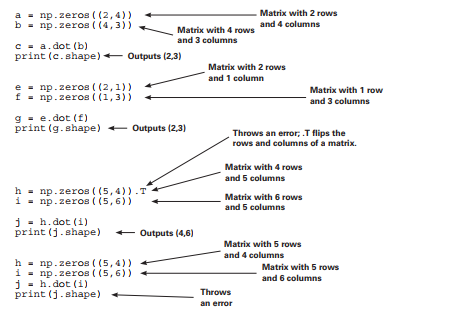 a = np.zeros((2,4))
Matrix with 2 rows
and 4 columns
b = np.zeros((4,3))
Matrix with 4 rows
and 3 columns
c = a.dot(b)
print(c.shape)
Outputs (2,3)
Matrix with 2 rows
and 1 column
e = np.zeros((2,1))
f = np.zeros((1,3))
Matrix with 1 row
and 3 columns
g = e.dot(f)
print(g.shape)
Outputs (2,3)
Throws an error; .T flips the
rows and columns of a matrix.
Matrix with 4 rows
and 5 columns
h = np.zeros((5,4)).T
i = np.zeros((5,6))
Matrix with 6 rows
and 5 columns
j = h.dot(i)
print(j.shape)
Outputs (4,6)
Matrix with 5 rows
and 4 columns
h = np.zeros((5,4))
i = np.zeros((5,6))
Matrix with 5 rows
and 6 columns
j = h.dot(i)
print(j.shape)
Throws
an error